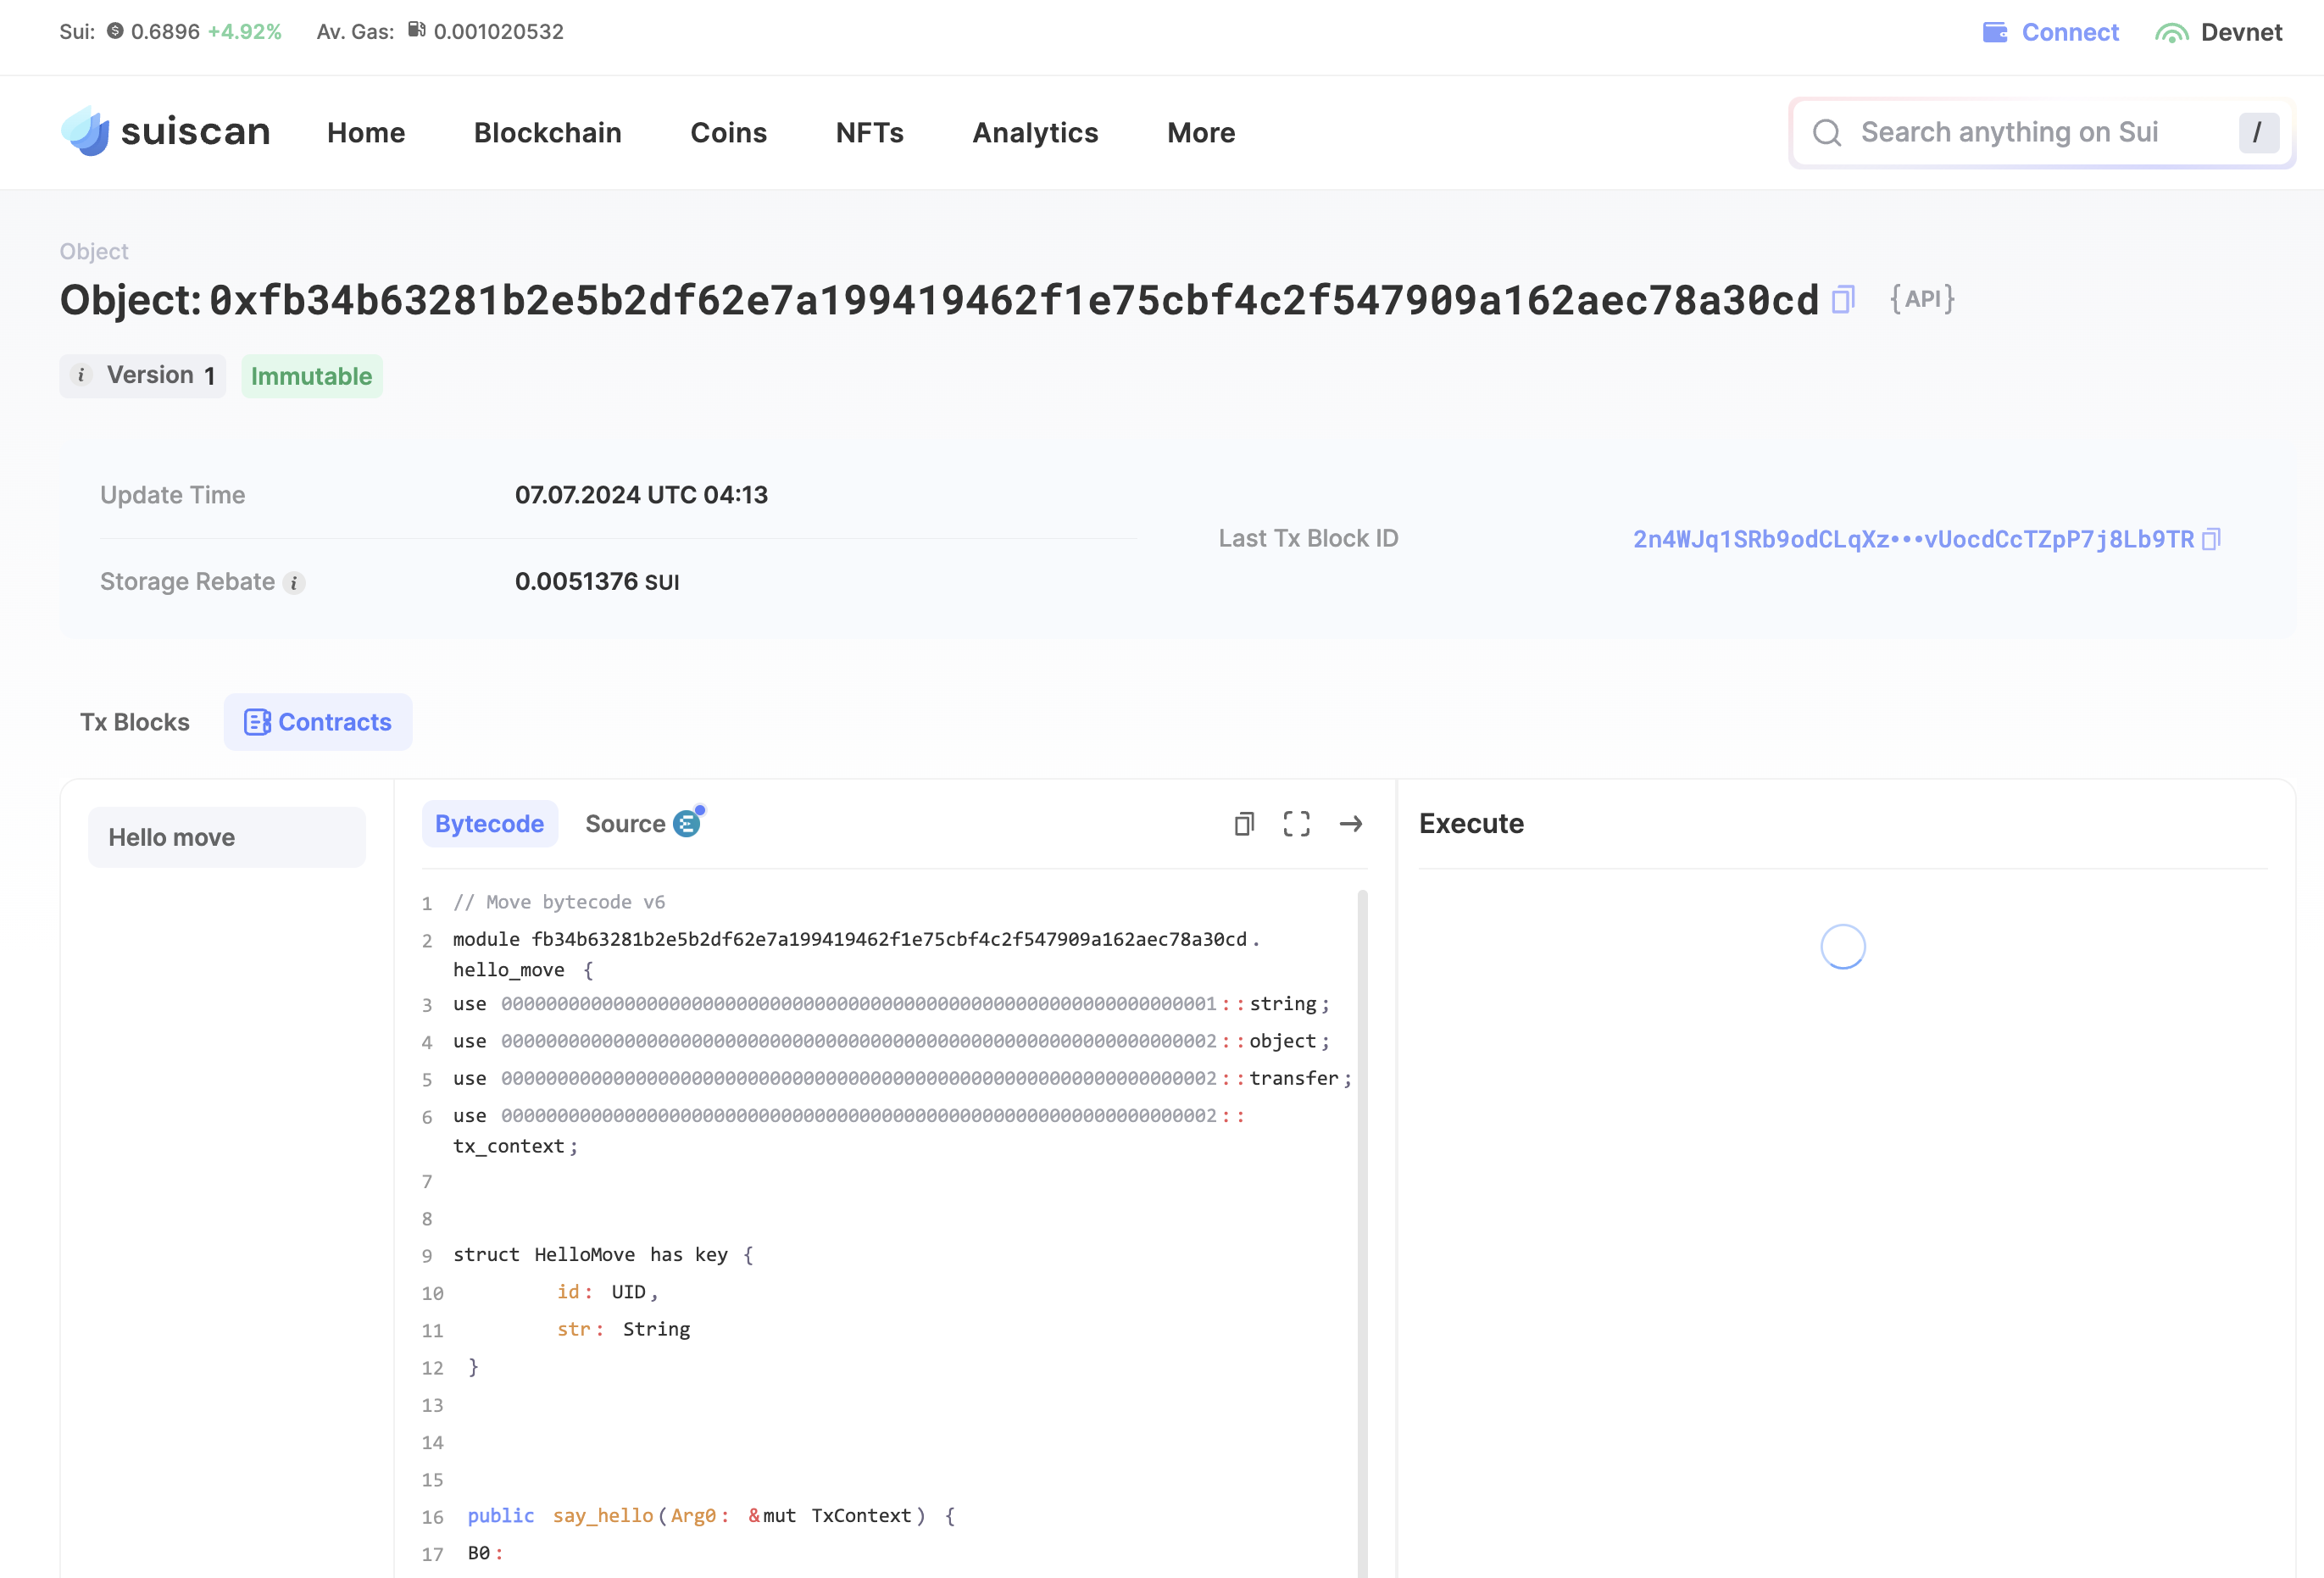 Sui: 0.6896 +4.92% Av. Gas: 0.001020532 Connect Devnet
suiscan Home Blockchain Coins NFTs Analytics More Search anything on Sui /
Object
Object: 0xfb34b63281b2e5b2df62e7a199419462f1e75cbf4c2f547909a162aec78a30cd {API}
i Version 1 Immutable
Update Time 07.07.2024 UTC 04:13
Last Tx Block ID 2n4WJq1SRb9odCLqXz•••vUocdCcTZpP7j8Lb9TR
Storage Rebate i 0.0051376 SUI
Tx Blocks Contracts
Hello move
Bytecode Source
Execute
1 // Move bytecode v6
2 module fb34b63281b2e5b2df62e7a199419462f1e75cbf4c2f547909a162aec78a30cd.
hello_move {
3 use 0000000000000000000000000000000000000000000000000000000000000001::string;
4 use 0000000000000000000000000000000000000000000000000000000000000002::object;
5 use 0000000000000000000000000000000000000000000000000000000000000002::transfer;
6 use 0000000000000000000000000000000000000000000000000000000000000002::
tx_context;
7
8
9 struct HelloMove has key {
10 id: UID,
11 str: String
12 }
13
14
15
16 public say_hello(Arg0: &mut TxContext) {
17 B0: